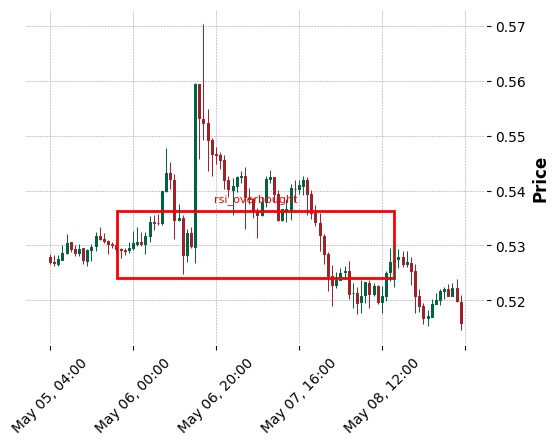 0.57
0.56
0.55
0.54
0.53
0.52
Price
rsi_overbought
May 05, 04:00
May 06, 00:00
May 06, 20:00
May 07, 16:00
May 08, 12:00